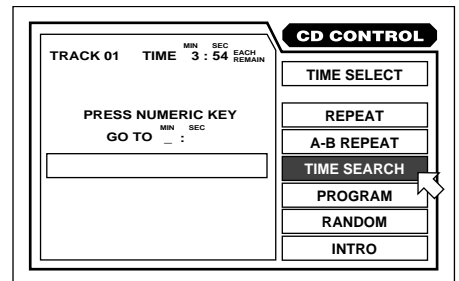 CD CONTROL
MIN SEC
TRACK 01 TIME 3 : 54 EACH REMAIN
TIME SELECT
PRESS NUMERIC KEY
MIN SEC
GO TO _ :
REPEAT
A-B REPEAT
TIME SEARCH
PROGRAM
RANDOM
INTRO